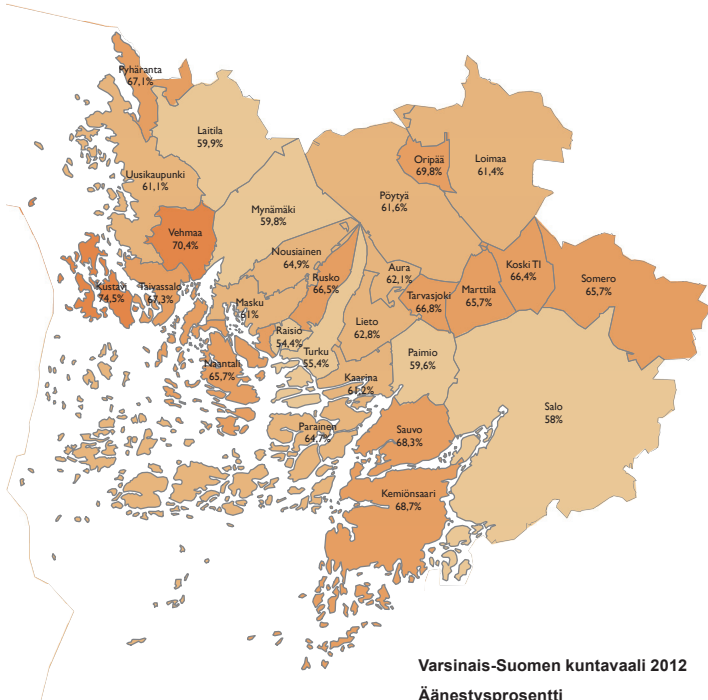 Pyhäranta
67,1%
Laitila
59,9%
Oripää
69,8%
Loimaa
61,4%
Uusikaupunki
61,1%
Pöytyä
61,6%
Mynämäki
59,8%
Vehmaa
70,4%
Nousiainen
64,9%
Aura
62,1%
Koski Tl
66,4%
Somero
65,7%
Kustavi
74,5%
Taivassalo
67,3%
Rusko
66,5%
Tarvasjoki
66,8%
Marttila
65,7%
Masku
61%
Raisio
54,4%
Lieto
62,8%
Turku
55,4%
Paimio
59,6%
Naantali
65,7%
Kaarina
61,2%
Salo
58%
Parainen
64,7%
Sauvo
68,3%
Kemiönsaari
68,7%
Varsinais-Suomen kuntavaali 2012
Äänestysprosentti